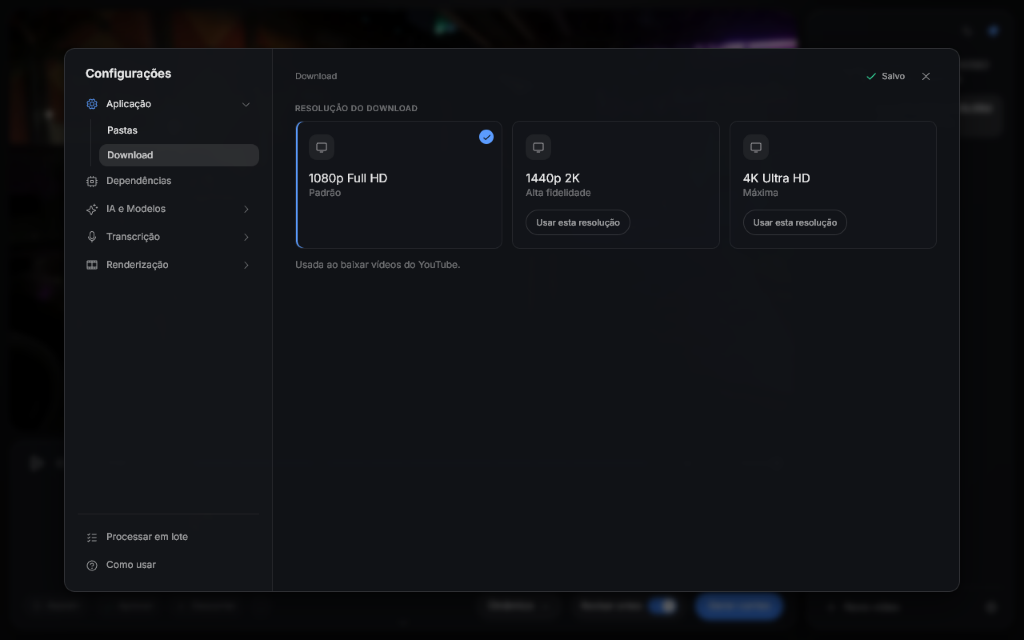 Configurações
Aplicação
Pastas
Download
Dependências
IA e Modelos
Transcrição
Renderização
Processar em lote
Como usar
Download
Salvo
RESOLUÇÃO DO DOWNLOAD
1080p Full HD
Padrão
1440p 2K
Alta fidelidade
Usar esta resolução
4K Ultra HD
Máxima
Usar esta resolução
Usada ao baixar vídeos do YouTube.